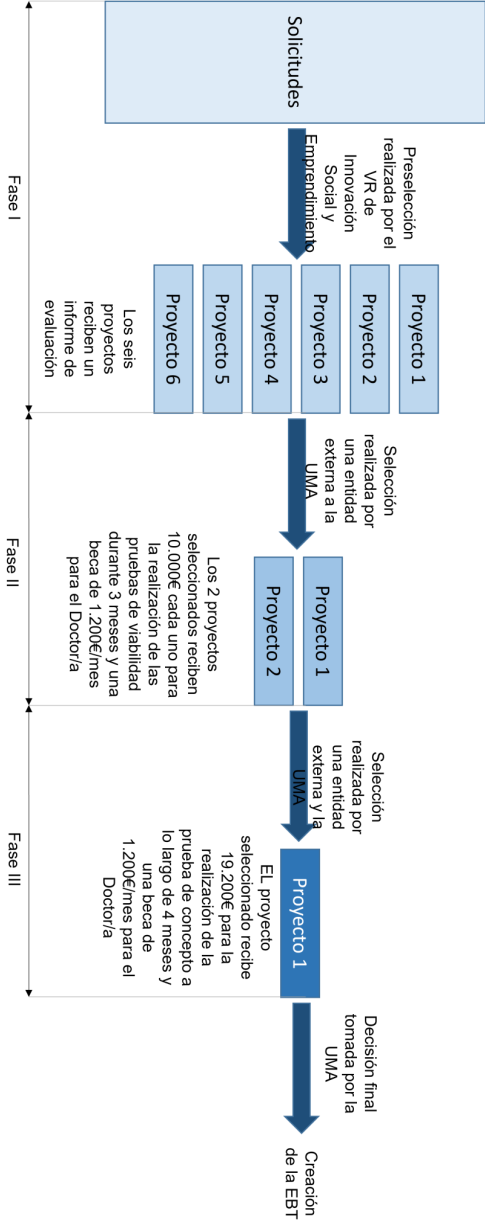 Solicitudes
Preselección
realizada por el
VR de
Innovación
Social y
Emprendimiento
Proyecto 1
Proyecto 2
Proyecto 3
Proyecto 4
Proyecto 5
Proyecto 6
Los seis
proyectos
reciben un
informe de
evaluación
Fase I
Selección
realizada por
una entidad
externa a la
UMA
Proyecto 1
Proyecto 2
Los 2 proyectos
seleccionados reciben
10.000€ cada uno para
la realización de las
pruebas de viabilidad
durante 3 meses y una
beca de 1.200€/mes
para el Doctor/a
Fase II
Selección
realizada por
una entidad
externa y la
UMA
Proyecto 1
EL proyecto
seleccionado recibe
19.200€ para la
realización de la
prueba de concepto a
lo largo de 4 meses y
una beca de
1.200€/mes para el
Doctor/a
Fase III
Decisión final
tomada por la
UMA
Creación
de la EBT